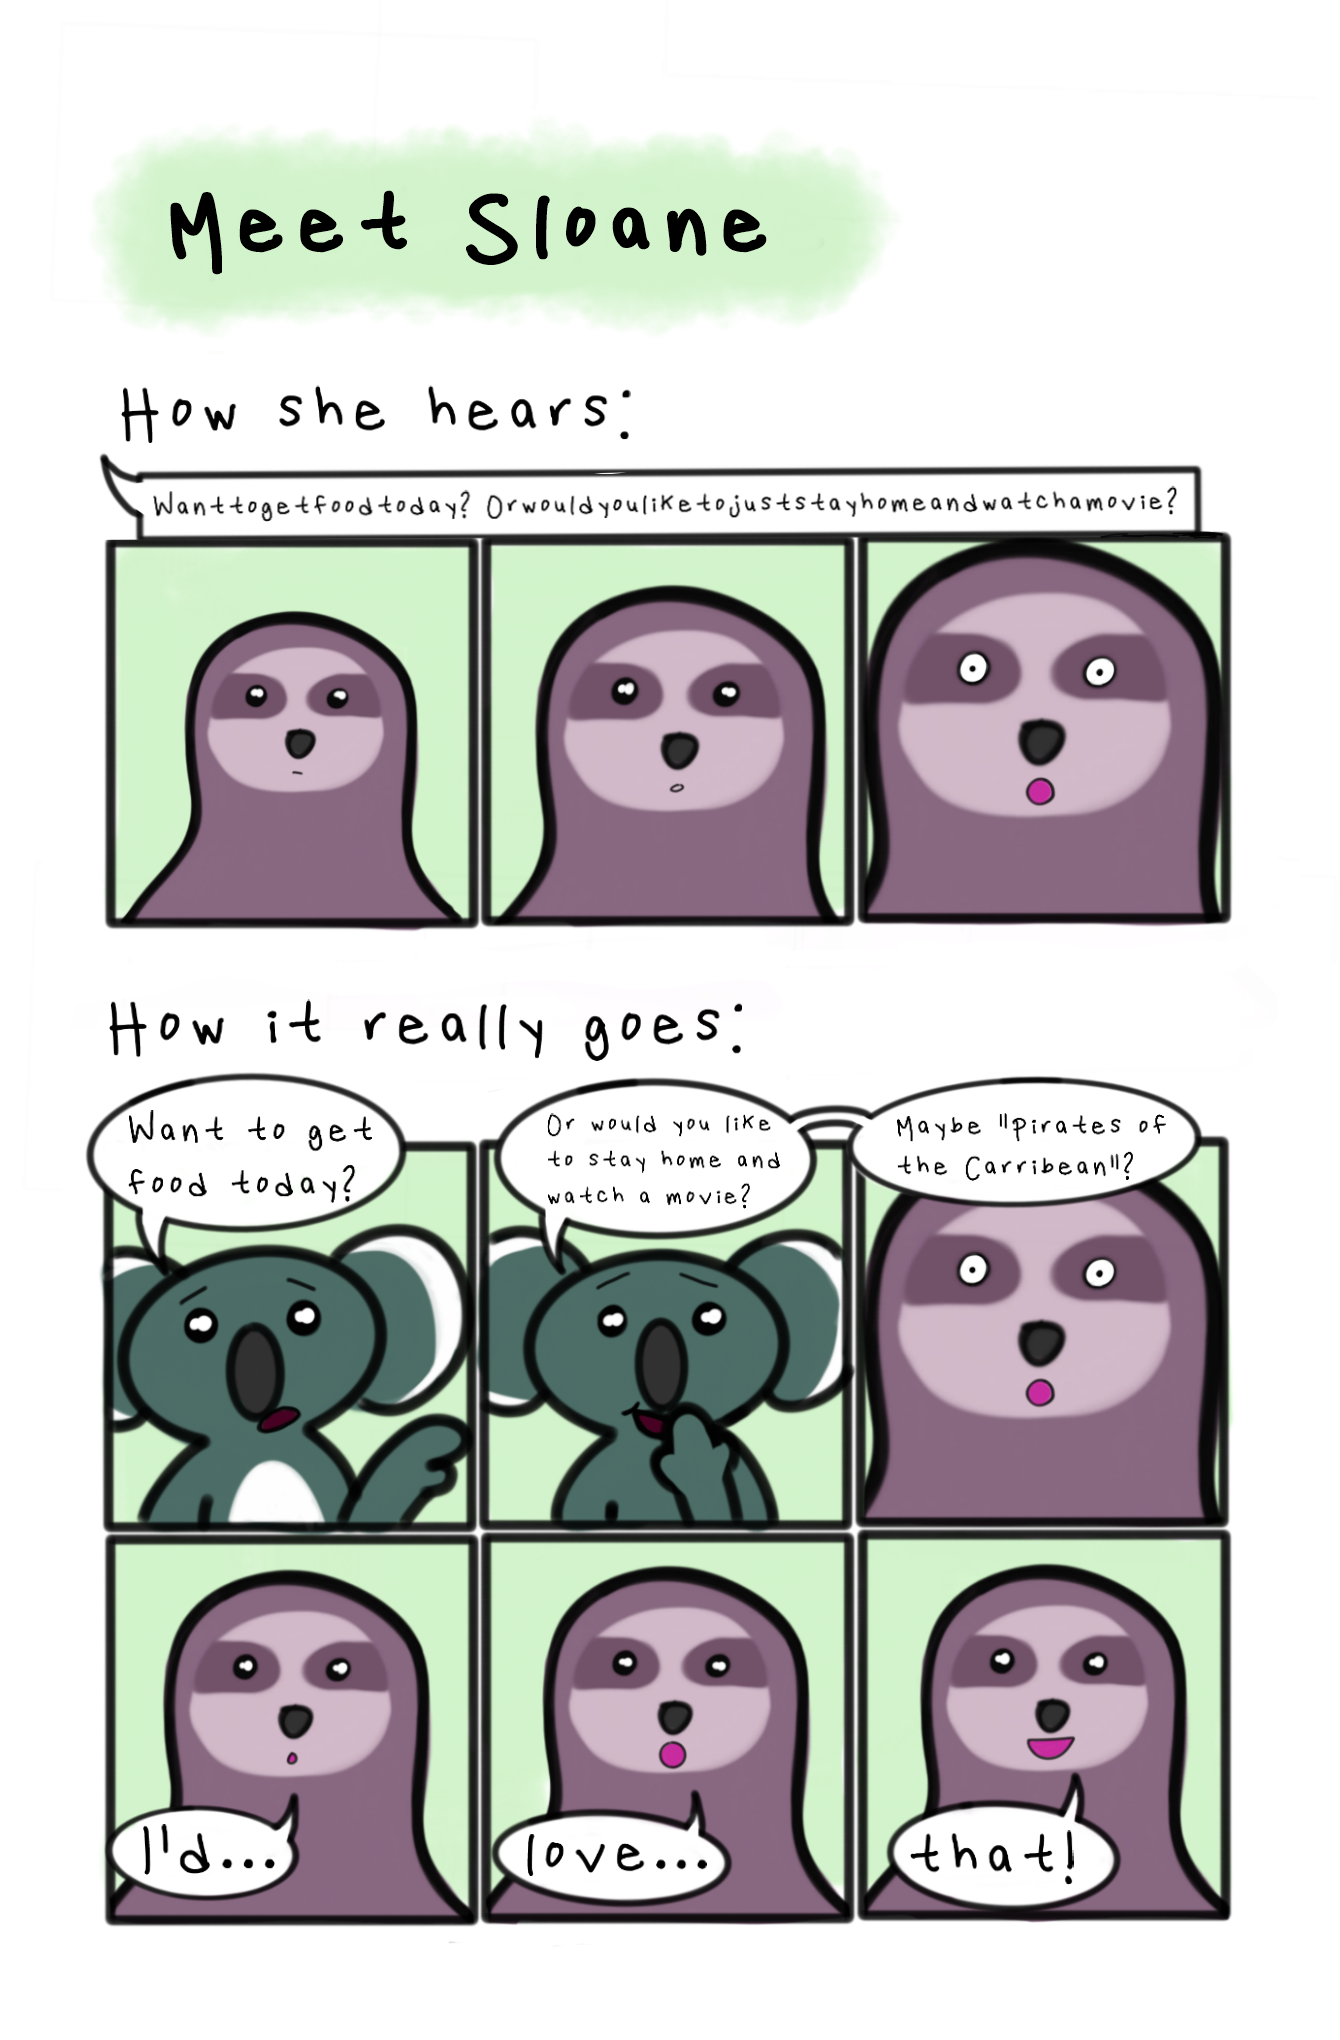 Meet Sloane
How she hears:
Wanttogetfoodtoday? Orwouldyouliketojuststayhomeandwatchamovie?
How it really goes:
Want to get
food today?
Or would you like
to stay home and
watch a movie?
Maybe "Pirates of
the Carribean"?
I'd...
love...
that!